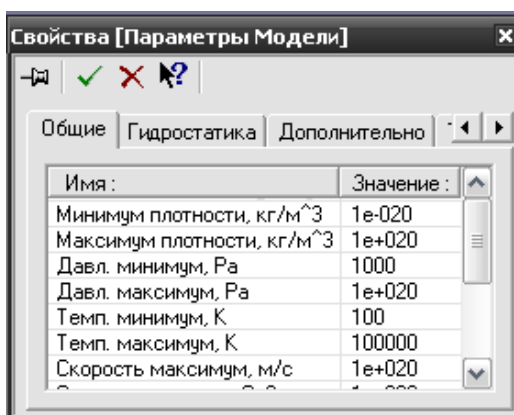 Свойства [Параметры Модели]
Общие Гидростатика Дополнительно
Имя : Значение :
Минимум плотности, кг/м^3 1e-020
Максимум плотности, кг/м^3 1e+020
Давл. минимум, Pa 1000
Давл. максимум, Pa 1e+020
Темп. минимум, К 100
Темп. максимум, К 100000
Скорость максимум, м/с 1e+020